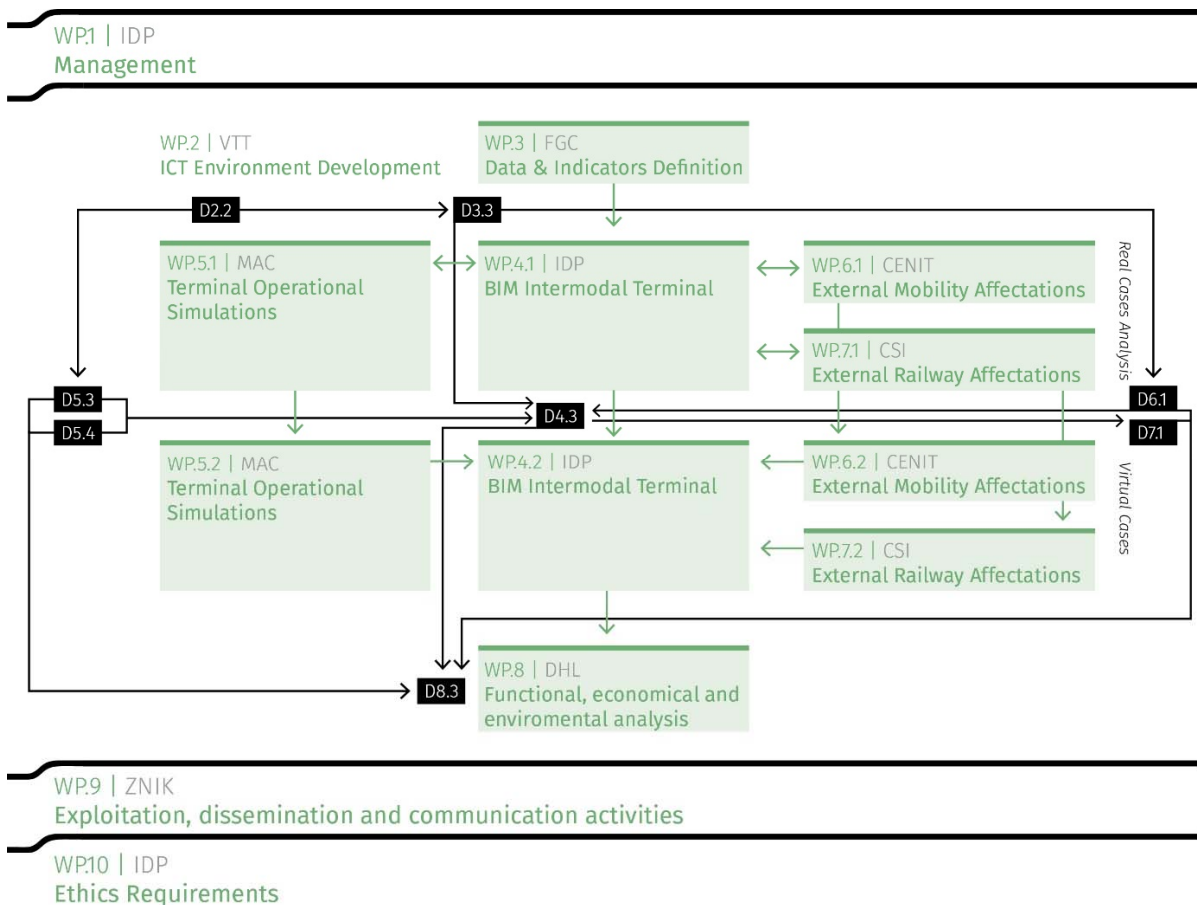 WP.1 | IDP
Management
WP.2 | VTT
ICT Environment Development
WP.3 | FGC
Data & Indicators Definition
D2.2
D3.3
WP.5.1 | MAC
Terminal Operational
Simulations
WP.4.1 | IDP
BIM Intermodal Terminal
WP.6.1 | CENIT
External Mobility Affectations
WP.7.1 | CSI
External Railway Affectations
Real Cases Analysis
D5.3
D5.4
D4.3
D6.1
D7.1
WP.5.2 | MAC
Terminal Operational
Simulations
WP.4.2 | IDP
BIM Intermodal Terminal
WP.6.2 | CENIT
External Mobility Affectations
WP.7.2 | CSI
External Railway Affectations
Virtual Cases
D8.3
WP.8 | DHL
Functional, economical and
enviromental analysis
WP.9 | ZNIK
Exploitation, dissemination and communication activities
WP.10 | IDP
Ethics Requirements